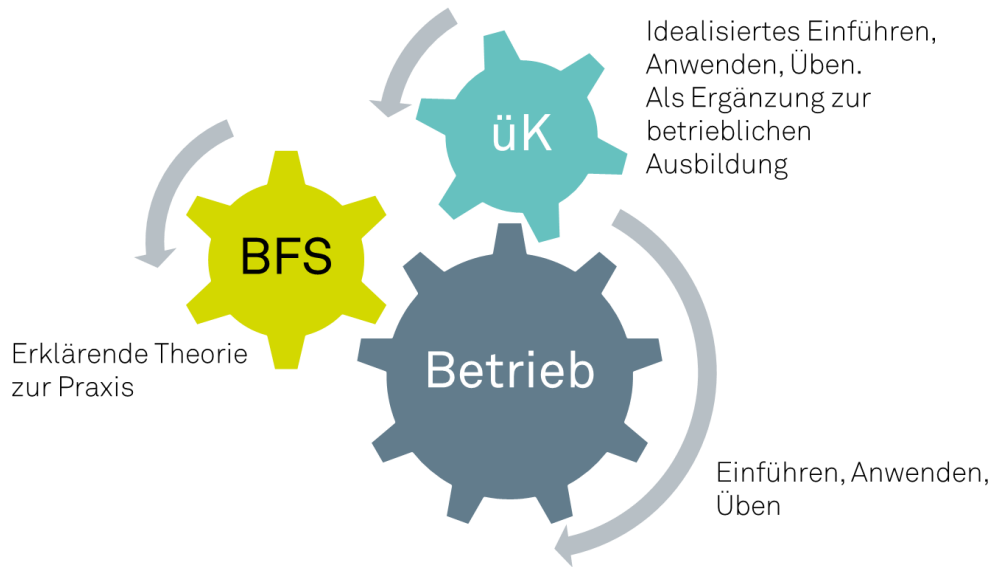 Idealisiertes Einführen,
Anwenden, Üben.
Als Ergänzung zur
betrieblichen
Ausbildung
üK
BFS
Erklärende Theorie
zur Praxis
Betrieb
Einführen, Anwenden,
Üben